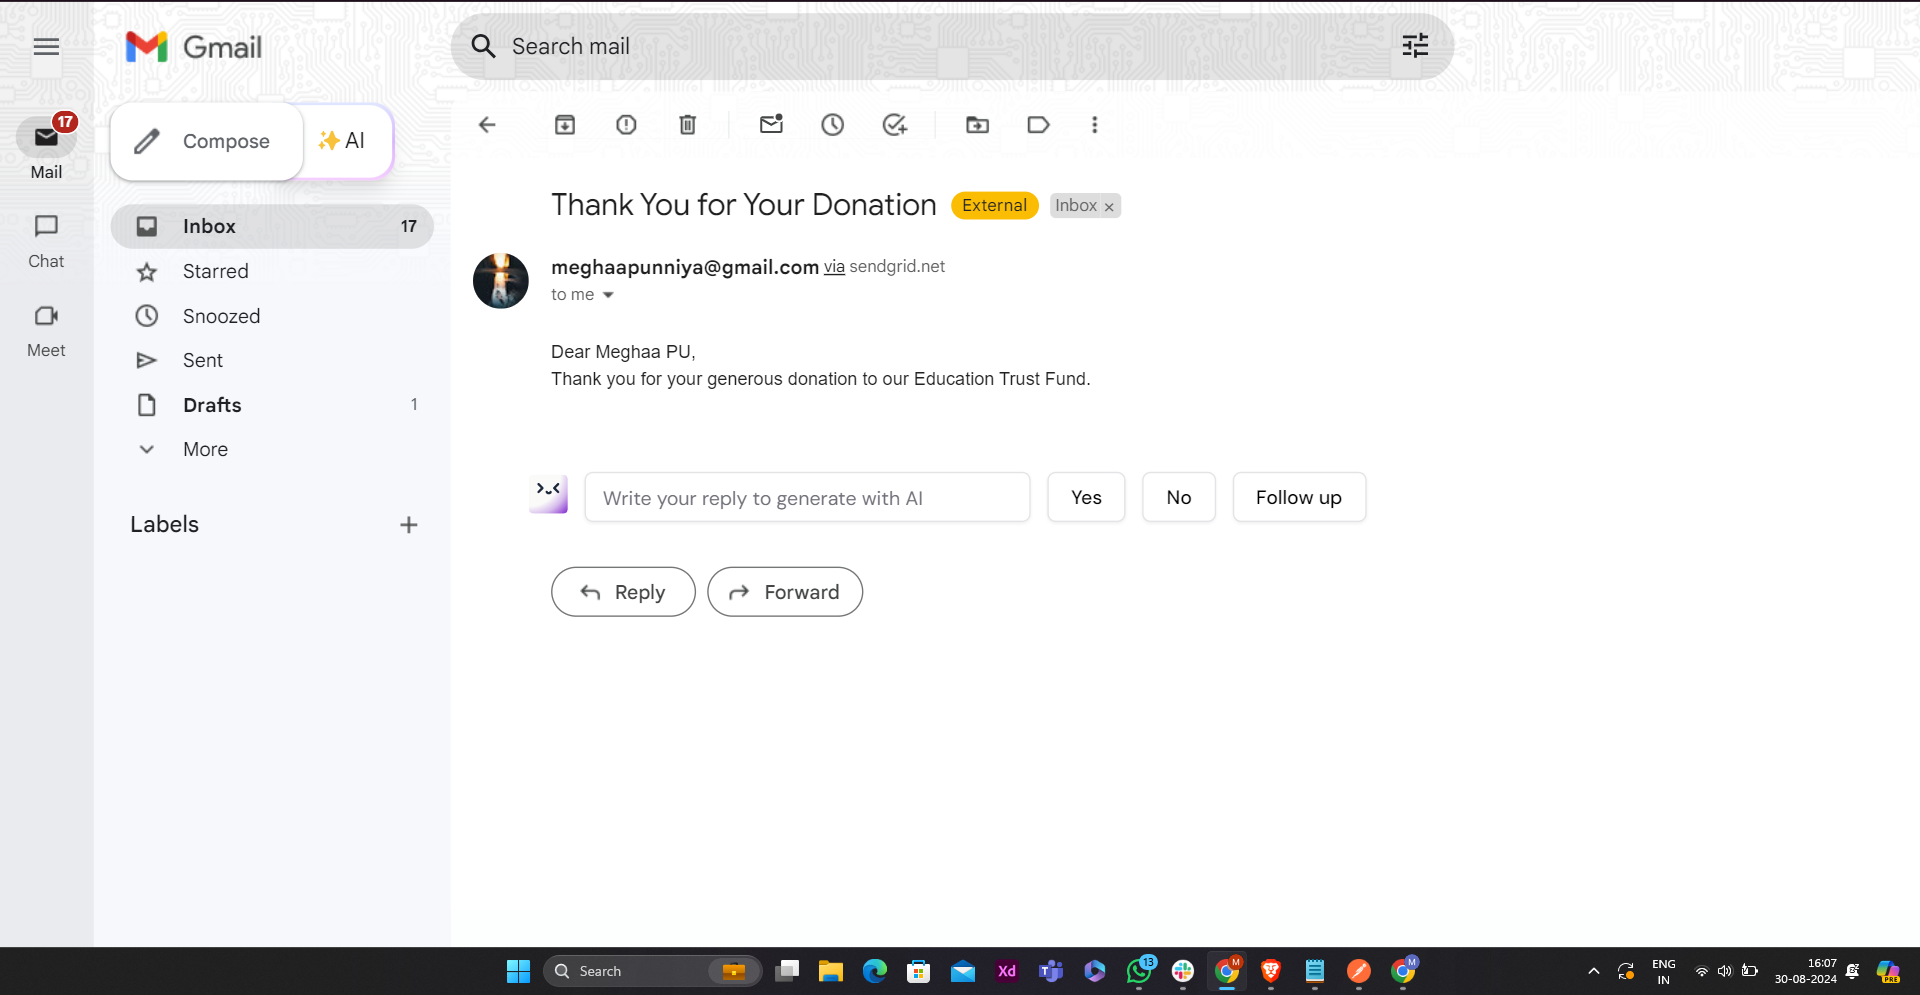 Gmail
Search mail
17
Mail
Compose
✨ AI
Chat
Meet
Inbox 17
Starred
Snoozed
Sent
Drafts 1
More
Labels
Thank You for Your Donation External Inbox ×
meghaapunniya@gmail.com via sendgrid.net
to me
Dear Meghaa PU,
Thank you for your generous donation to our Education Trust Fund.
Write your reply to generate with AI
Yes
No
Follow up
Reply
Forward
Search
Xd
13
M
M
ENG
IN
16:07
30-08-2024
PRE